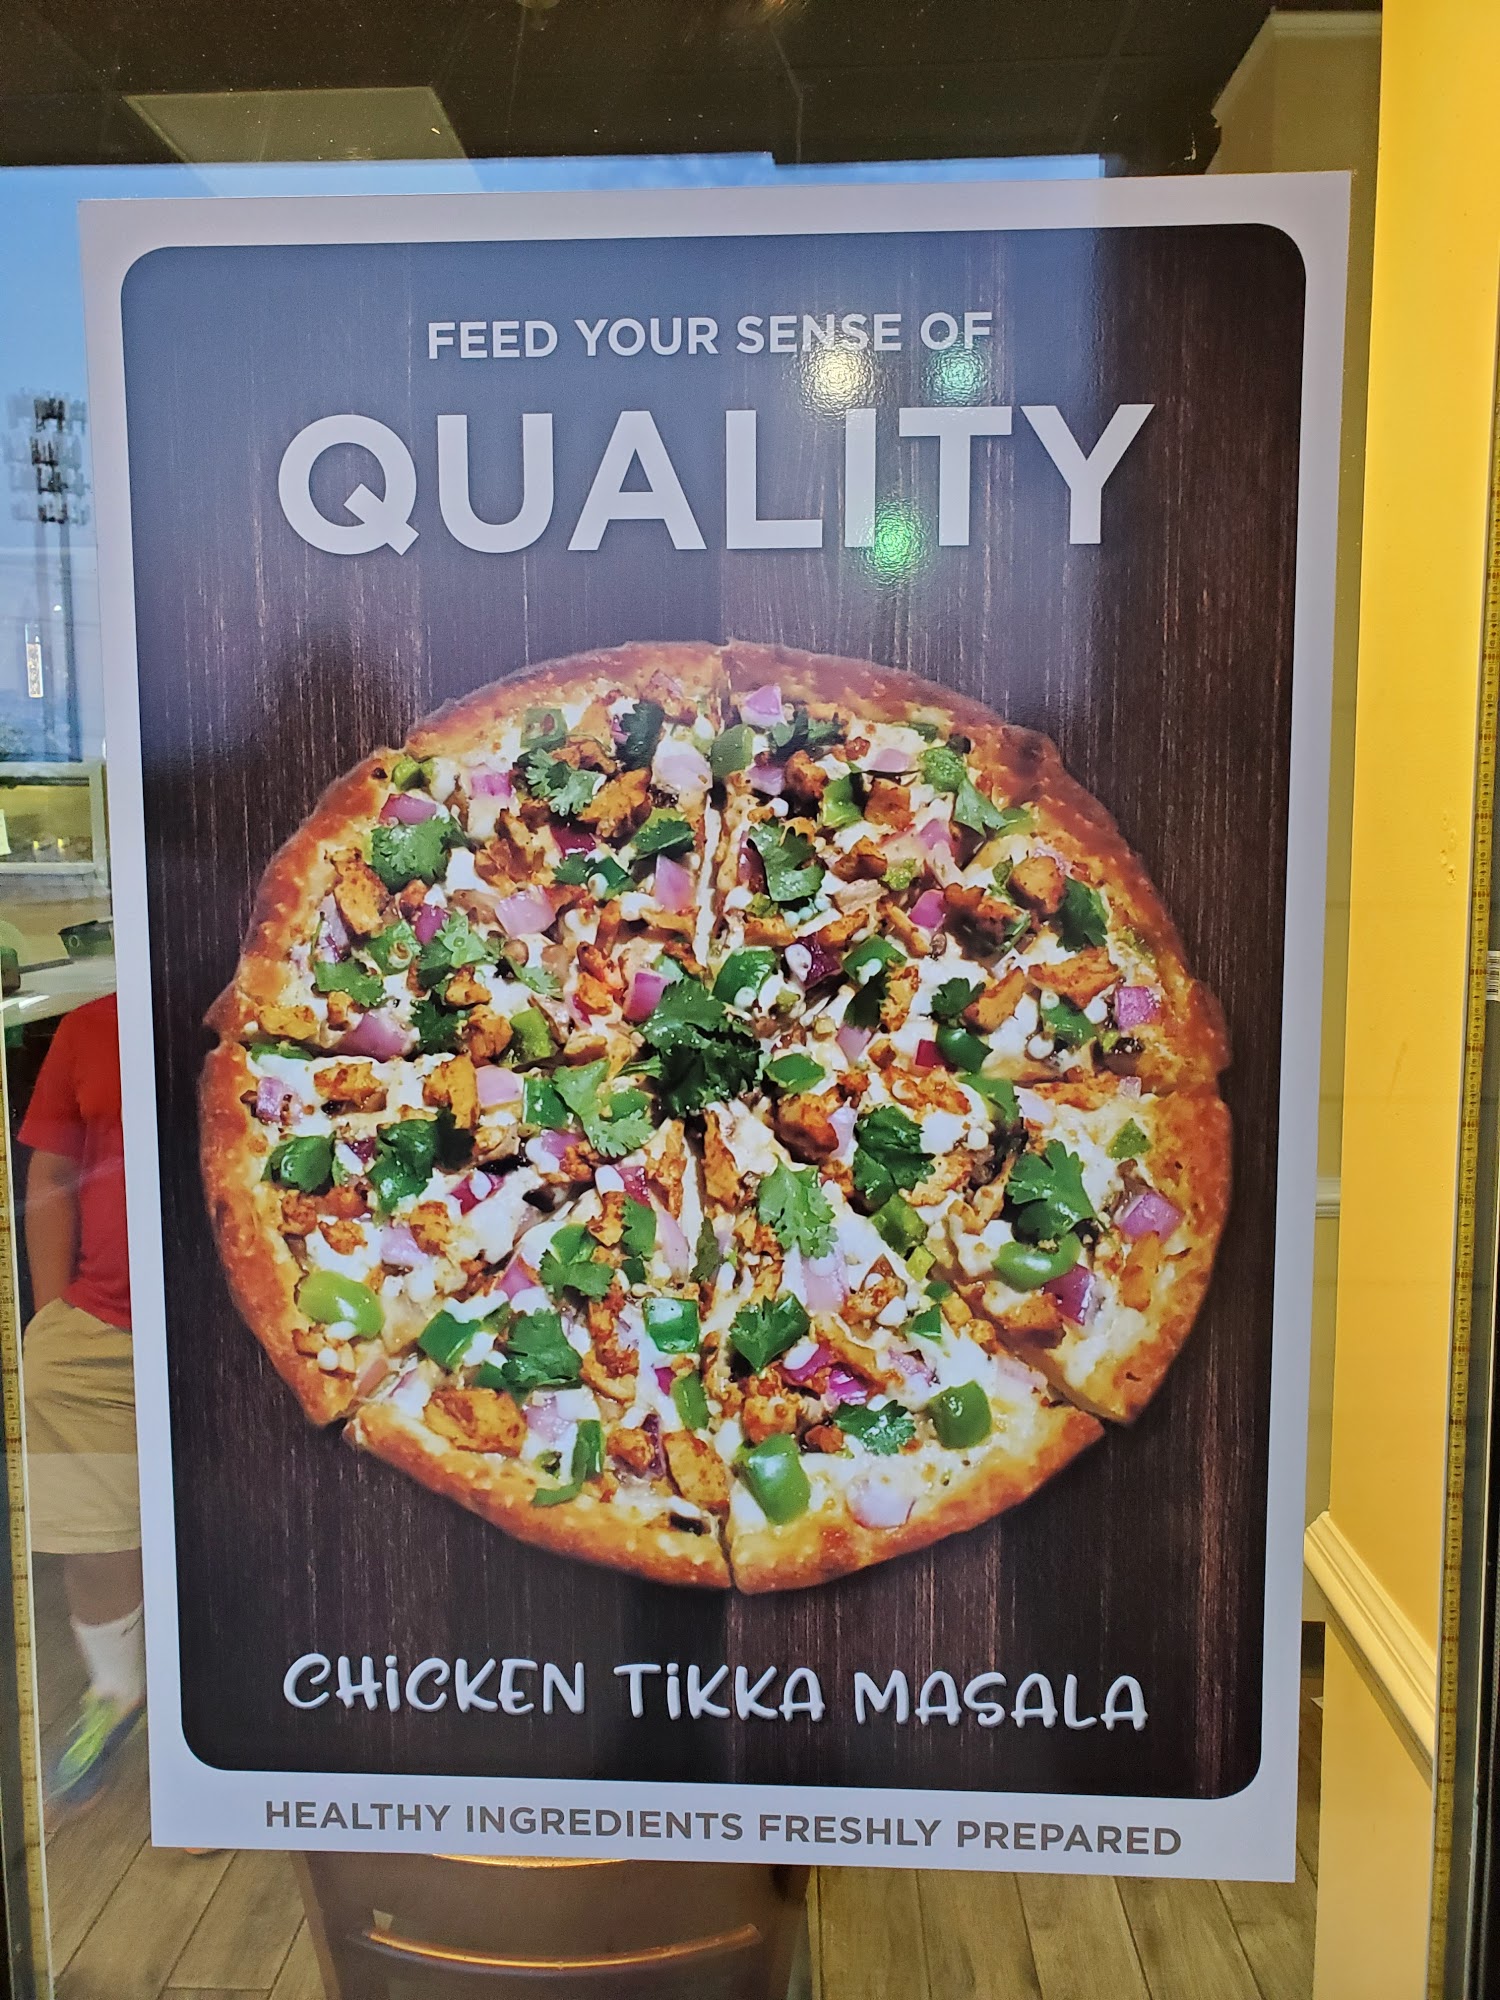 FEED YOUR SENSE OF
QUALITY
CHiCKEN TiKKA MASALA
HEALTHY INGREDIENTS FRESHLY PREPARED